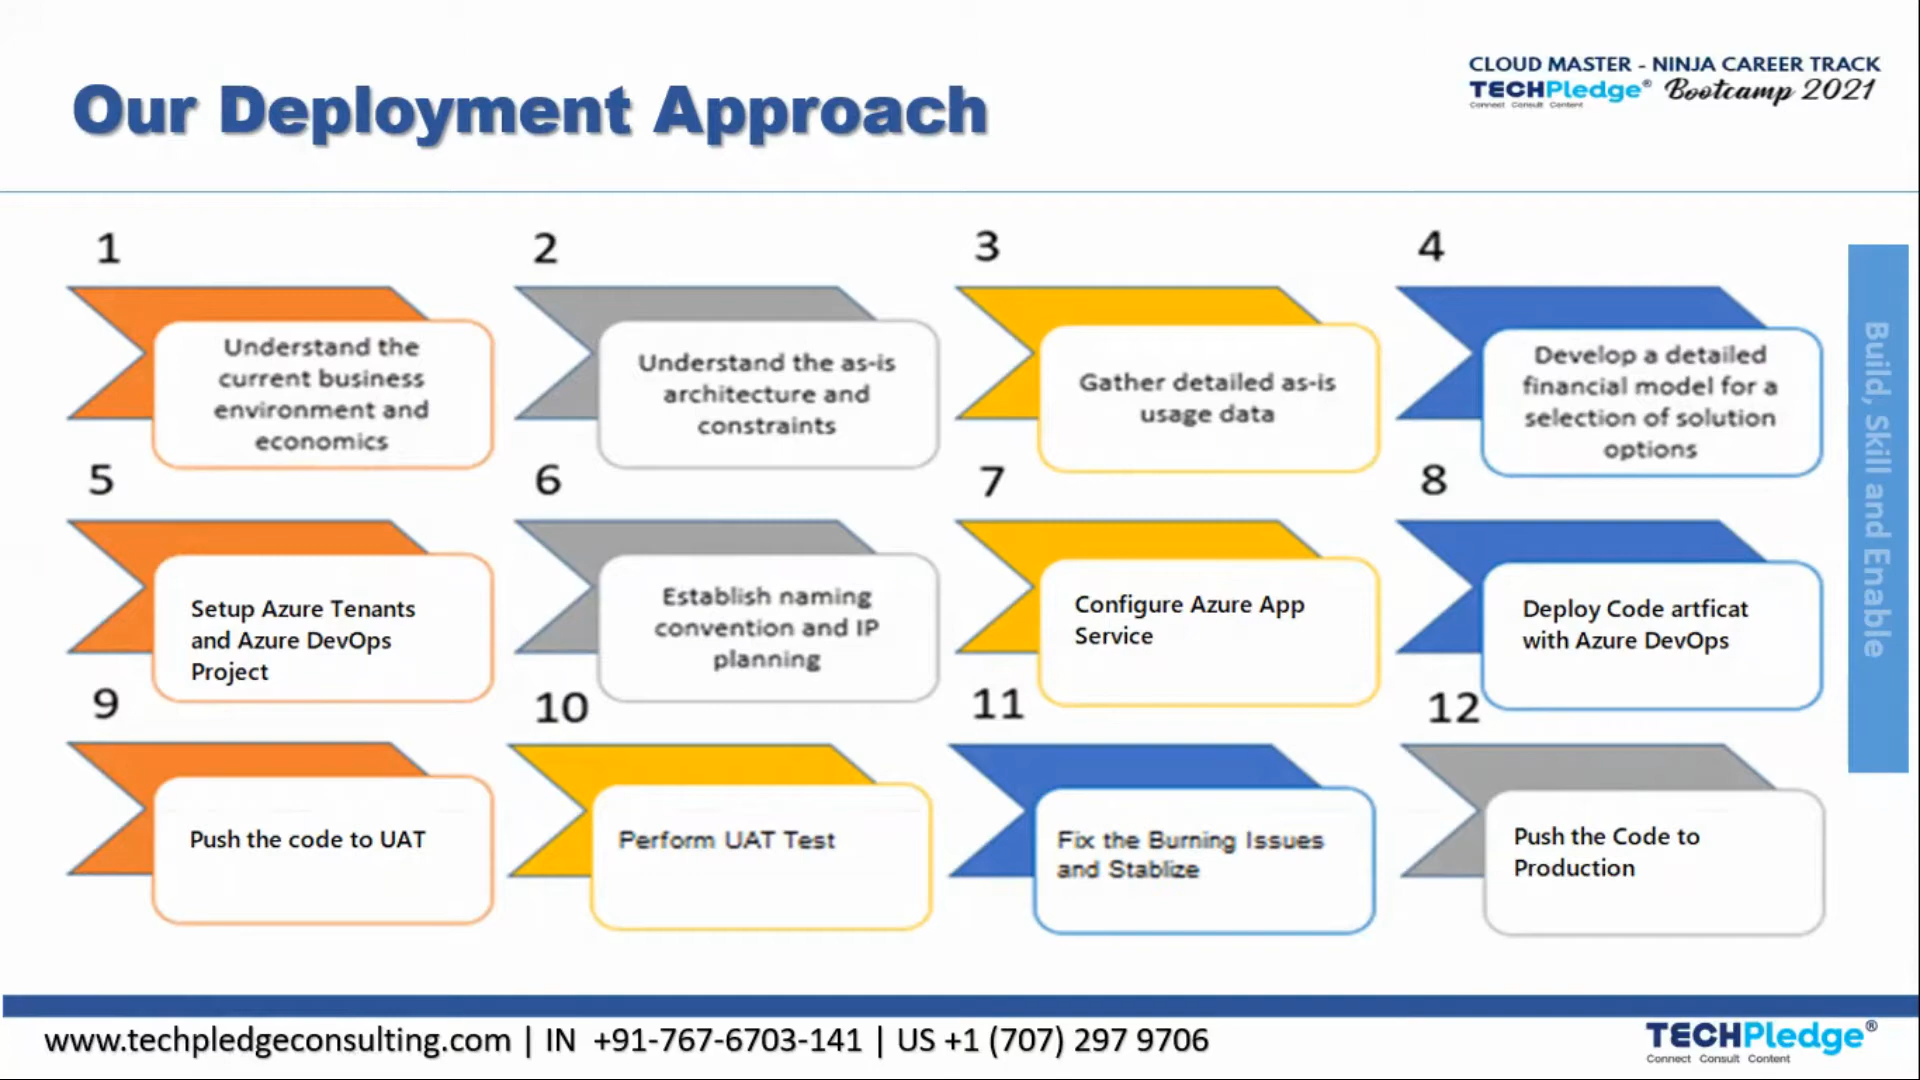 Our Deployment Approach
CLOUD MASTER - NINJA CAREER TRACK
TECHPledge® Bootcamp 2021
Connect Consult Content
1
2
3
4
Understand the
current business
environment and
economics
Understand the as-is
architecture and
constraints
Gather detailed as-is
usage data
Develop a detailed
financial model for a
selection of solution
options
5
6
7
8
Setup Azure Tenants
and Azure DevOps
Project
Establish naming
convention and IP
planning
Configure Azure App
Service
Deploy Code artficat
with Azure DevOps
9
10
11
12
Push the code to UAT
Perform UAT Test
Fix the Burning Issues
and Stablize
Push the Code to
Production
Build, Skill and Enable
www.techpledgeconsulting.com | IN +91-767-6703-141 | US +1 (707) 297 9706
TECHPledge®
Connect Consult Content